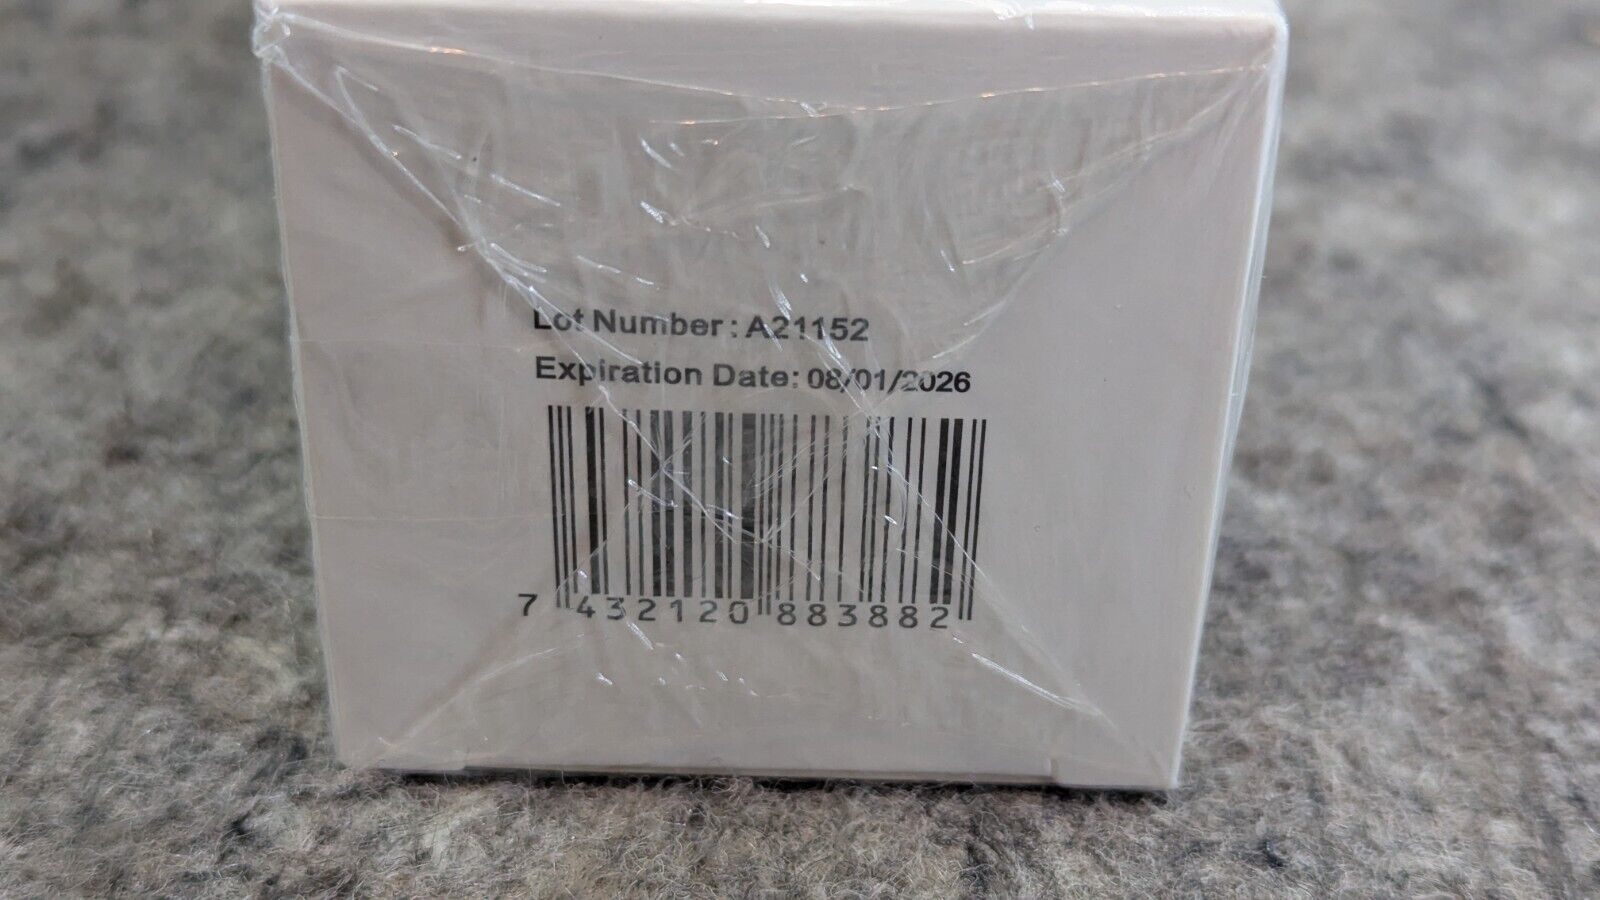 Lot Number: A21152
Expiration Date: 08/01/2026
7 432120 883882